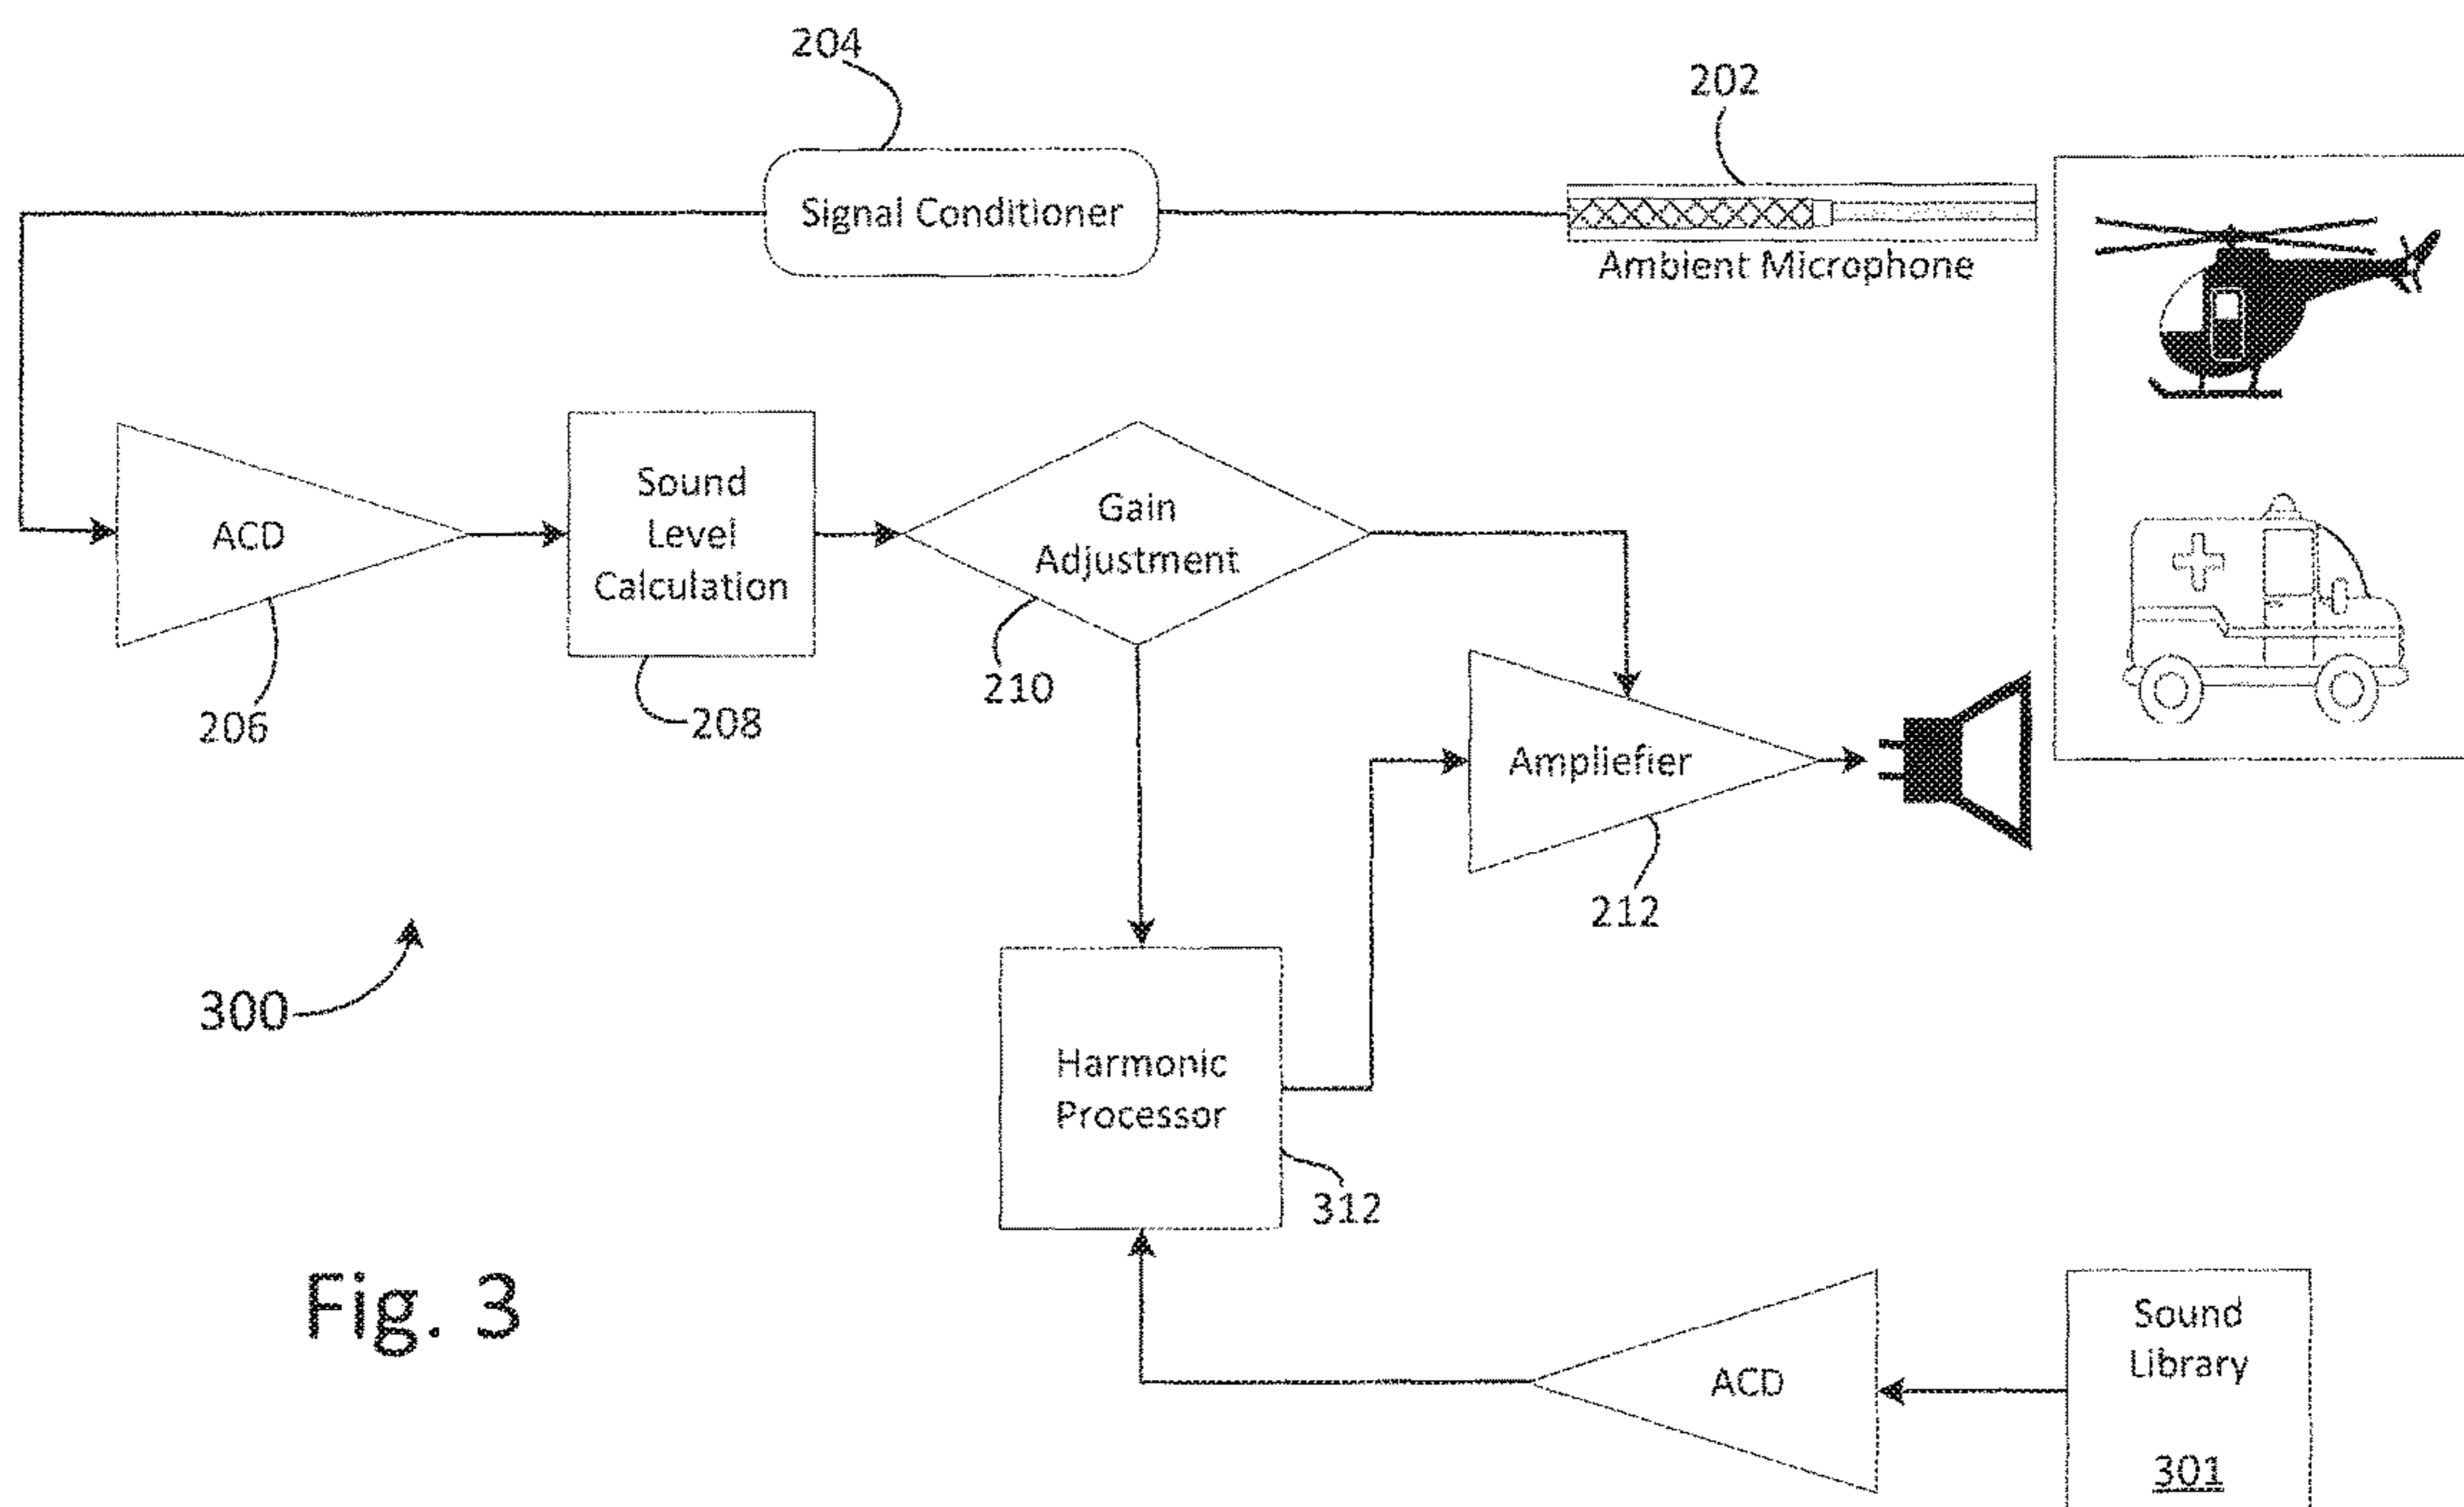 204
202
Signal Conditioner
Ambient Microphone
ACD
Sound
Level
Calculation
Gain
Adjustment
206
208
210
Ampliefier
212
300
Harmonic
Processor
312
Fig. 3
ACD
Sound
Library
301